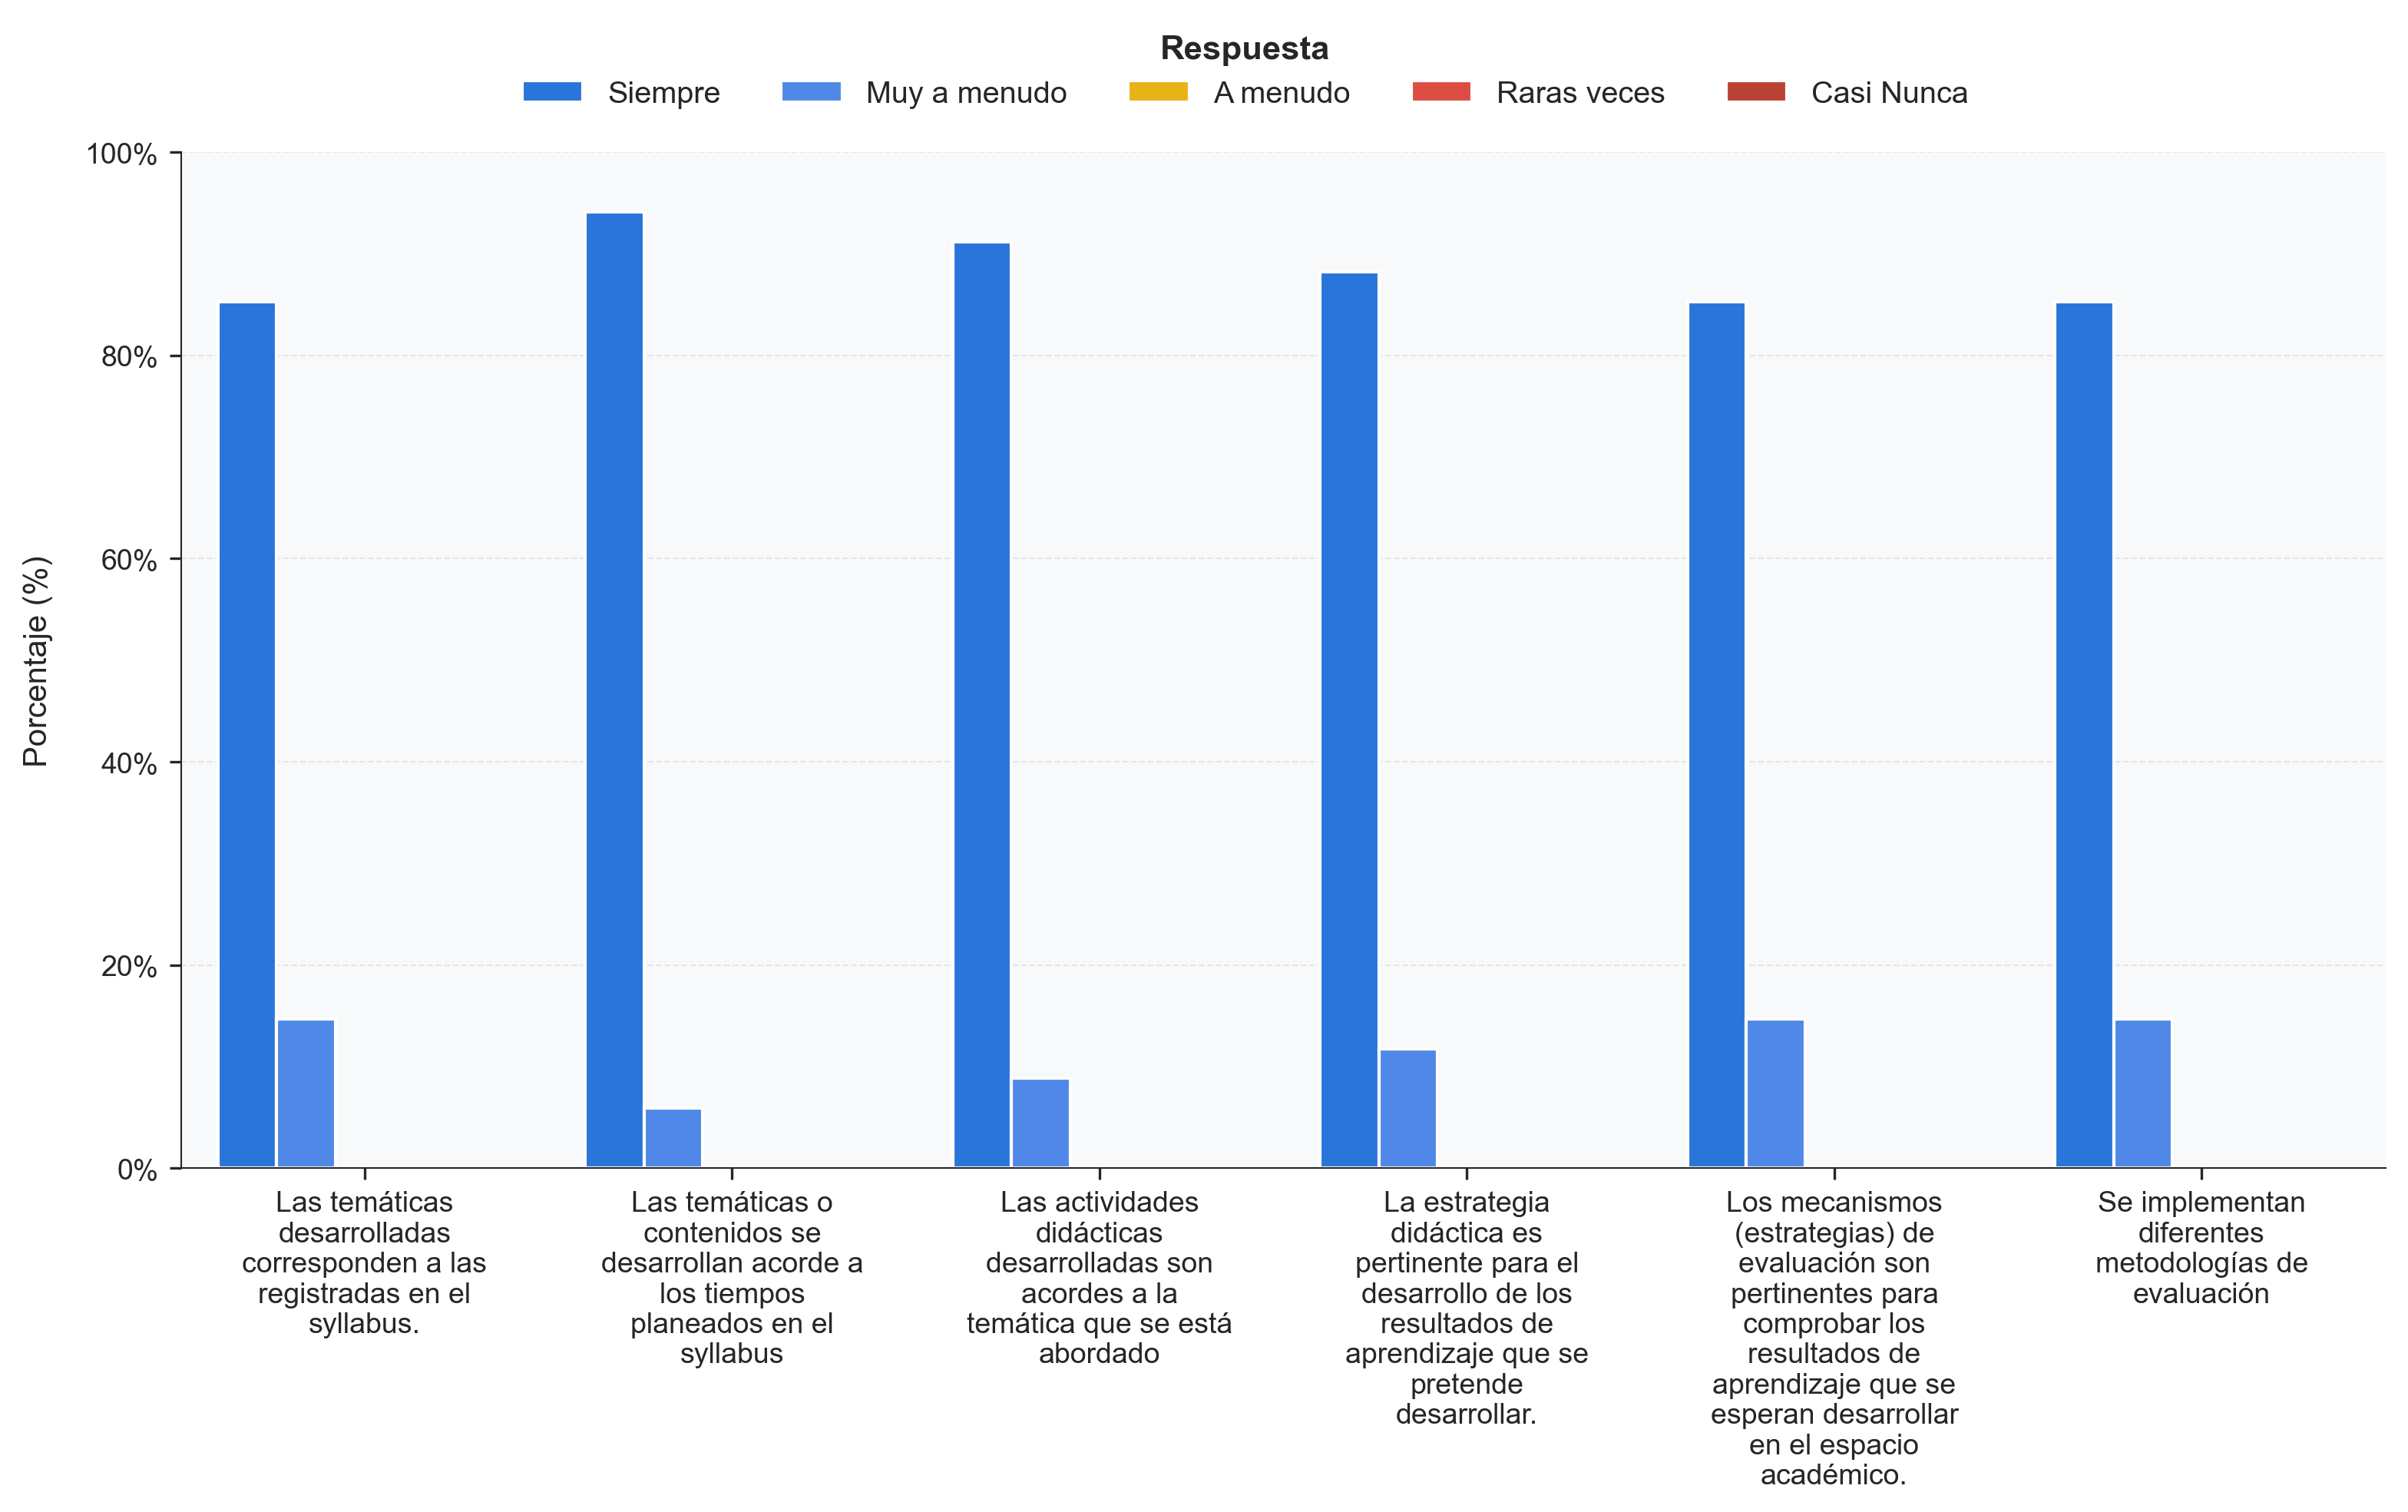 Respuesta
Siempre
Muy a menudo
A menudo
Raras veces
Casi Nunca
100%
80%
60%
40%
20%
0%
Porcentaje (%)
Las temáticas
desarrolladas
corresponden a las
registradas en el
syllabus.
Las temáticas o
contenidos se
desarrollan acorde a
los tiempos
planeados en el
syllabus
Las actividades
didácticas
desarrolladas son
acordes a la
temática que se está
abordado
La estrategia
didáctica es
pertinente para el
desarrollo de los
resultados de
aprendizaje que se
pretende
desarrollar.
Los mecanismos
(estrategias) de
evaluación son
pertinentes para
comprobar los
resultados de
aprendizaje que se
esperan desarrollar
en el espacio
académico.
Se implementan
diferentes
metodologías de
evaluación